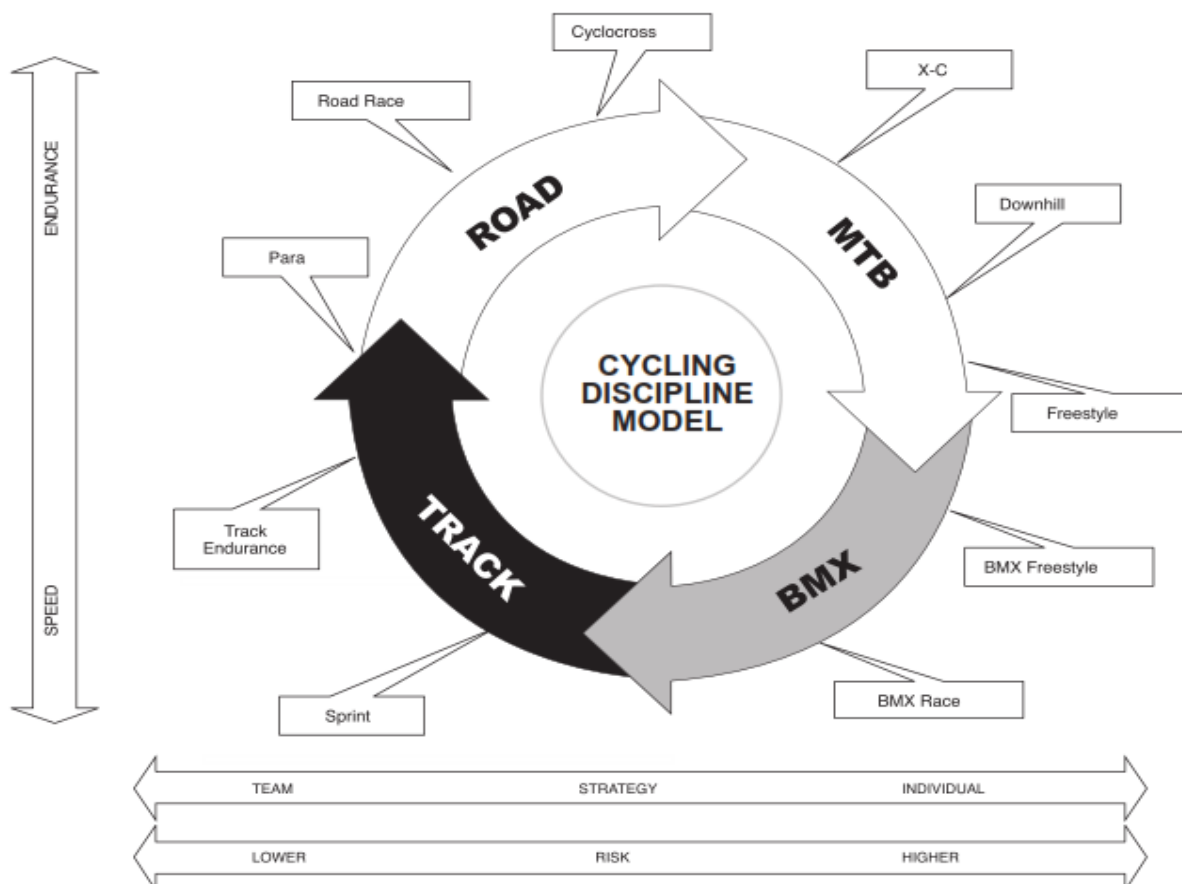 Cyclocross
X-C
Road Race
ENDURANCE
ROAD
MTB
Downhill
Para
CYCLING
DISCIPLINE
MODEL
Freestyle
Track
Endurance
TRACK
BMX
BMX Freestyle
SPEED
Sprint
BMX Race
TEAM STRATEGY INDIVIDUAL
LOWER RISK HIGHER